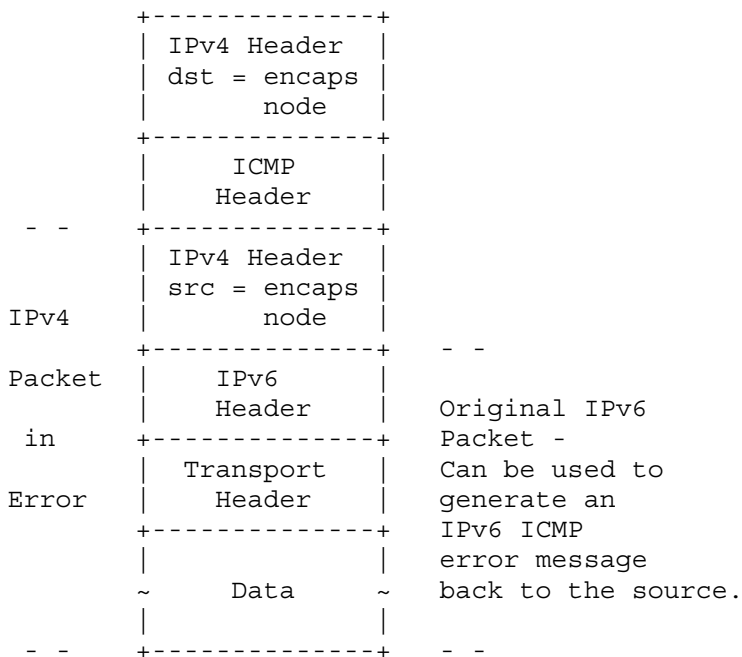 +--------------+
| IPv4 Header  |
| dst = encaps |
|       node   |
+--------------+
|     ICMP     |
|    Header    |
- -    +--------------+
| IPv4 Header  |
| src = encaps |
IPv4    |       node   |
+--------------+   - -
Packet  |    IPv6      |
|    Header    |   Original IPv6
in    +--------------+   Packet -
|  Transport   |   Can be used to
Error   |    Header    |   generate an
+--------------+   IPv6 ICMP
|              |   error message
~     Data     ~   back to the source.
|              |
- -    +--------------+   - -